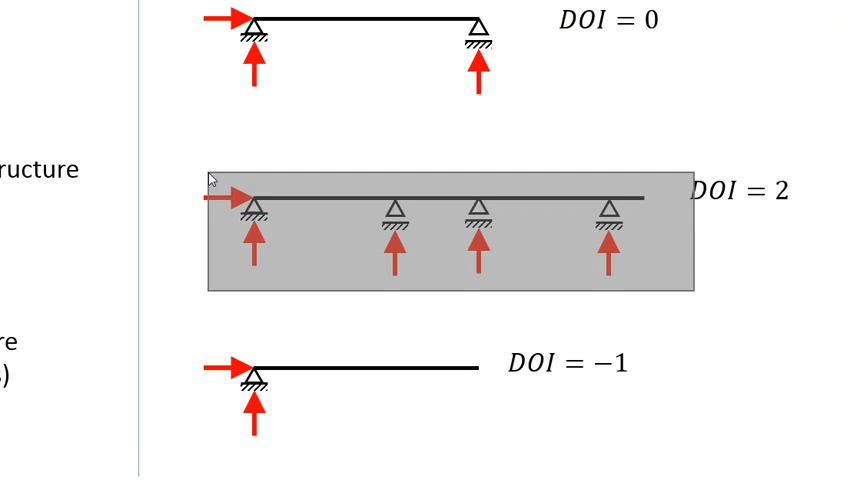 DOI = 0
ructure
DOI = 2
re
DOI = −1
s)